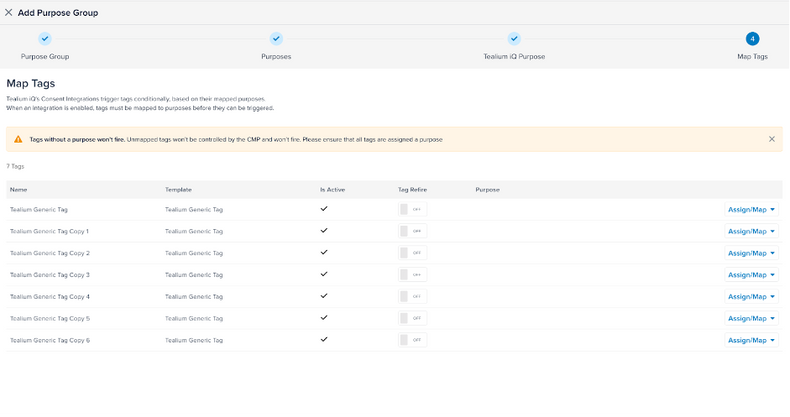 Add Purpose Group
4
Purpose Group Purposes Tealium iQ Purpose Map Tags
Map Tags
Tealium iQ's Consent Integrations trigger tags conditionally, based on their mapped purposes.
When an integration is enabled, tags must be mapped to purposes before they can be triggered.
Tags without a purpose won't fire. Unmapped tags won't be controlled by the CMP and won't fire. Please ensure that all tags are assigned a purpose
7 Tags
Name Template Is Active Tag Refire Purpose
Tealium Generic Tag Tealium Generic Tag OFF Assign/Map
Tealium Generic Tag Copy 1 Tealium Generic Tag OFF Assign/Map
Tealium Generic Tag Copy 2 Tealium Generic Tag OFF Assign/Map
Tealium Generic Tag Copy 3 Tealium Generic Tag OFF Assign/Map
Tealium Generic Tag Copy 4 Tealium Generic Tag OFF Assign/Map
Tealium Generic Tag Copy 5 Tealium Generic Tag OFF Assign/Map
Tealium Generic Tag Copy 6 Tealium Generic Tag OFF Assign/Map